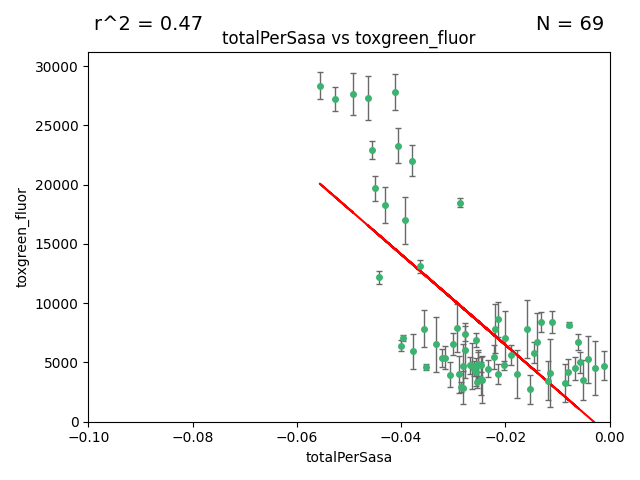 r^2 = 0.47
N = 69
totalPerSasa vs toxgreen_fluor
toxgreen_fluor
30000
25000
20000
15000
10000
5000
0
−0.10
−0.08
−0.06
−0.04
−0.02
0.00
totalPerSasa